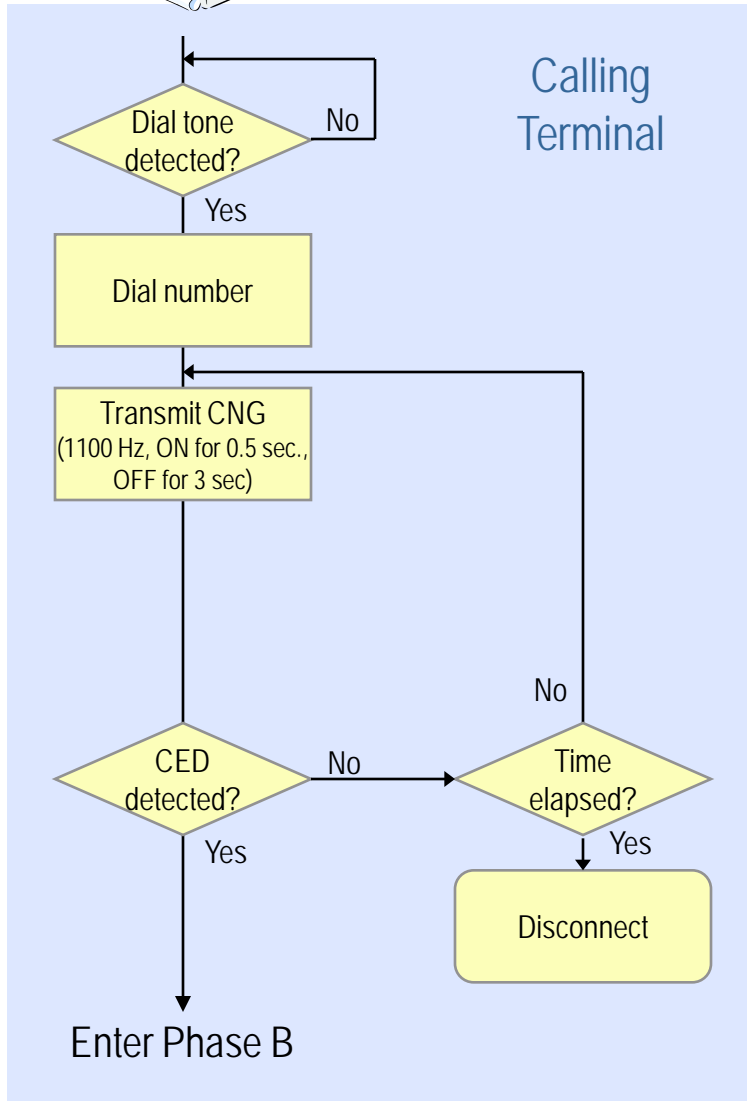 Calling
Terminal
Dial tone
detected?
No
Yes
Dial number
Transmit CNG
(1100 Hz, ON for 0.5 sec.,
OFF for 3 sec)
No
CED
detected?
No
Time
elapsed?
Yes
Yes
Disconnect
Enter Phase B